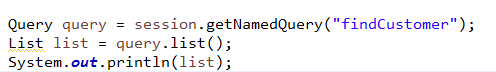 Query query = session.getNamedQuery("findCustomer");
List list = query.list();
System.out.println(list);